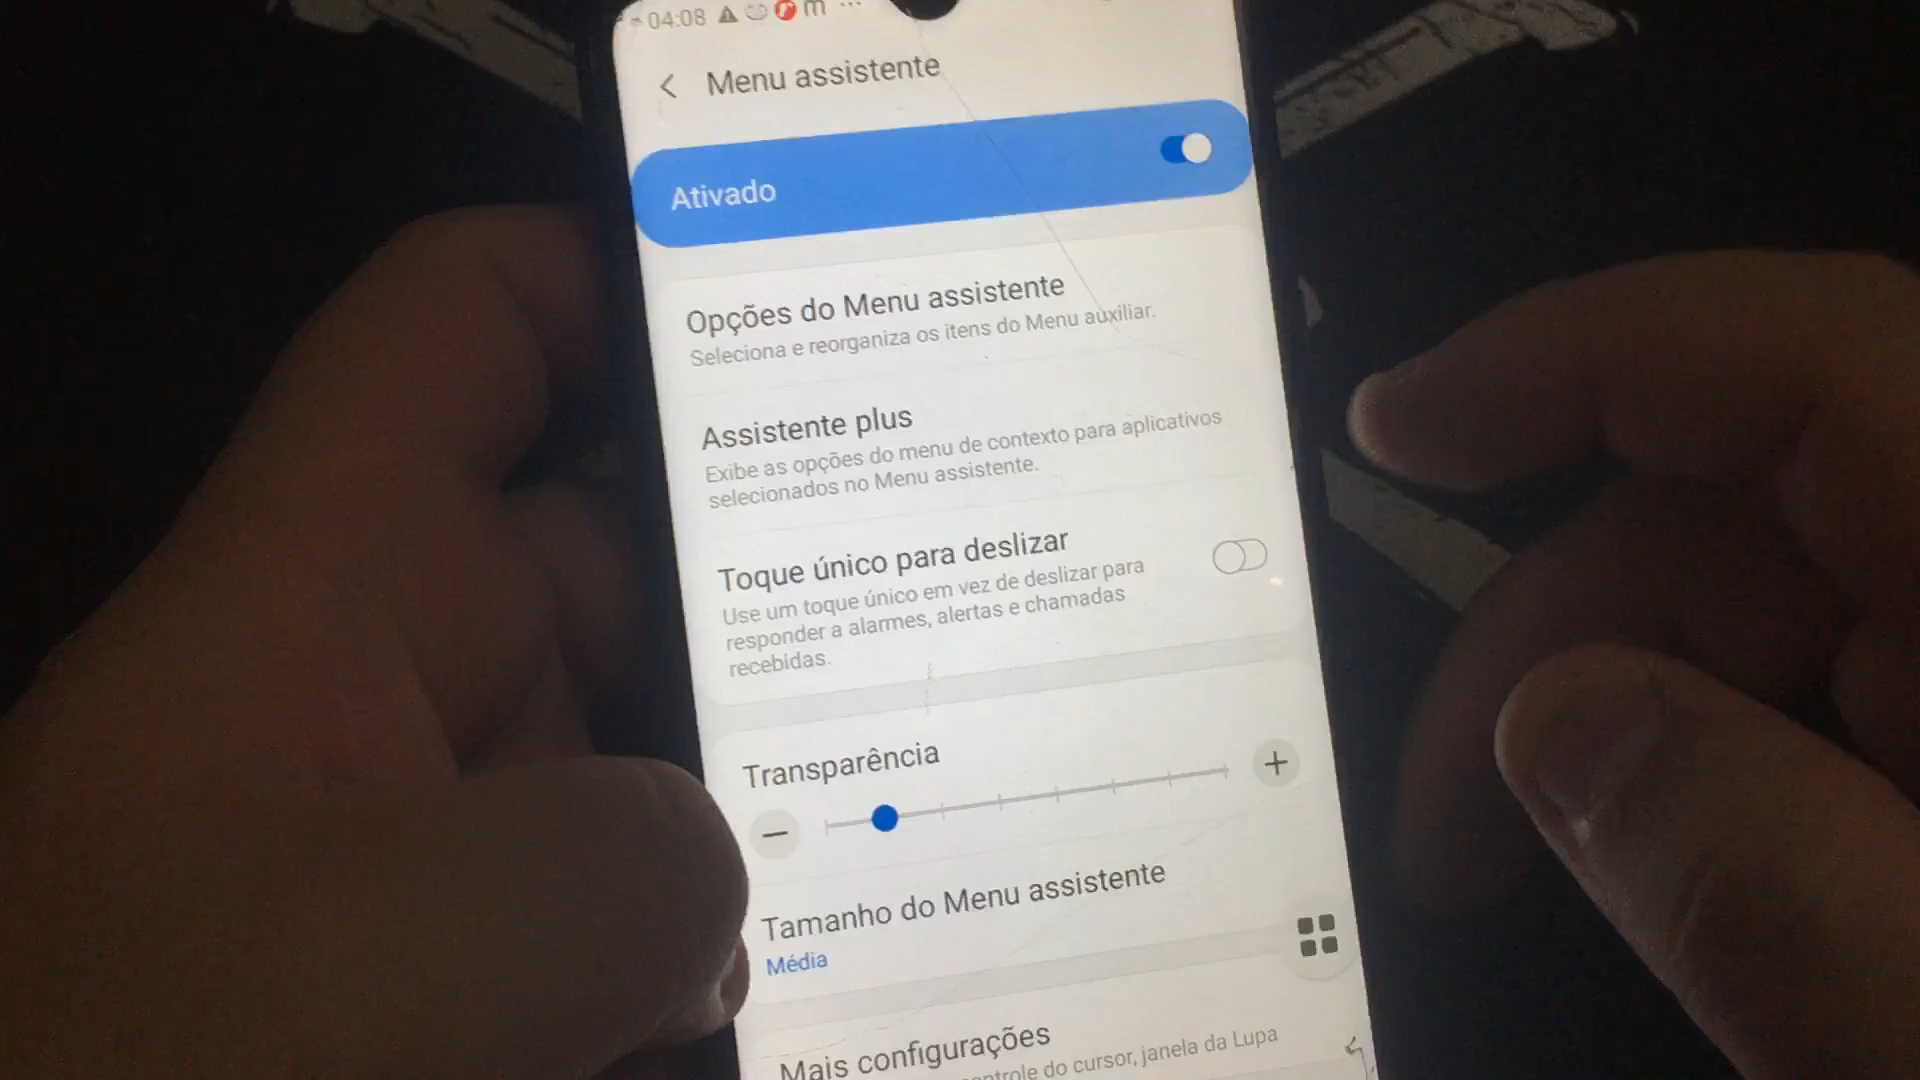 04:08
Menu assistente
Ativado
Opções do Menu assistente
Seleciona e reorganiza os itens do Menu auxiliar.
Assistente plus
Exibe as opções do menu de contexto para aplicativos
selecionados no Menu assistente.
Toque único para deslizar
Use um toque único em vez de deslizar para
responder a alarmes, alertas e chamadas
recebidas.
Transparência
Tamanho do Menu assistente
Média
Mais configurações
do cursor, janela da Lupa